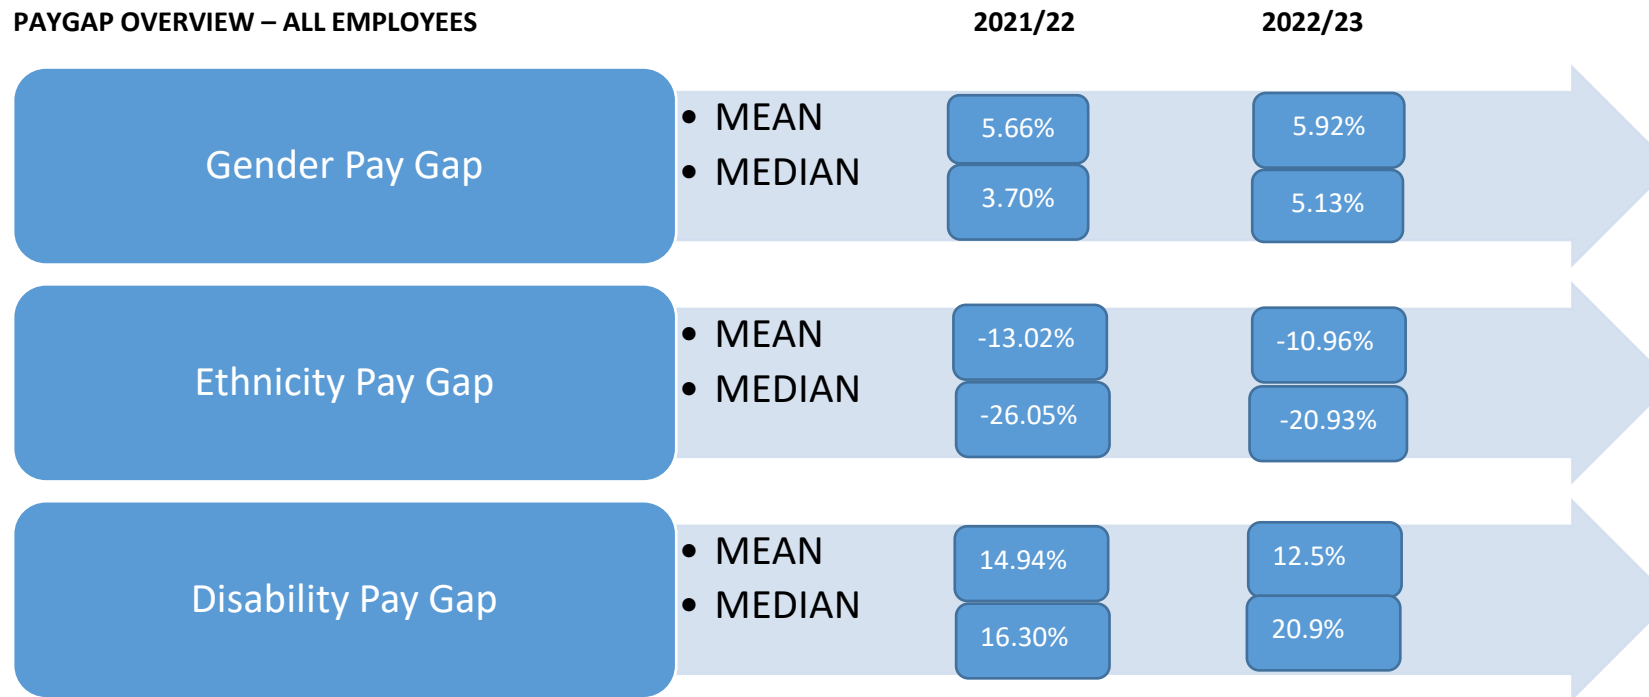 PAYGAP OVERVIEW – ALL EMPLOYEES 2021/22 2022/23
Gender Pay Gap
• MEAN 5.66% 5.92%
• MEDIAN 3.70% 5.13%
Ethnicity Pay Gap
• MEAN -13.02% -10.96%
• MEDIAN -26.05% -20.93%
Disability Pay Gap
• MEAN 14.94% 12.5%
• MEDIAN 16.30% 20.9%